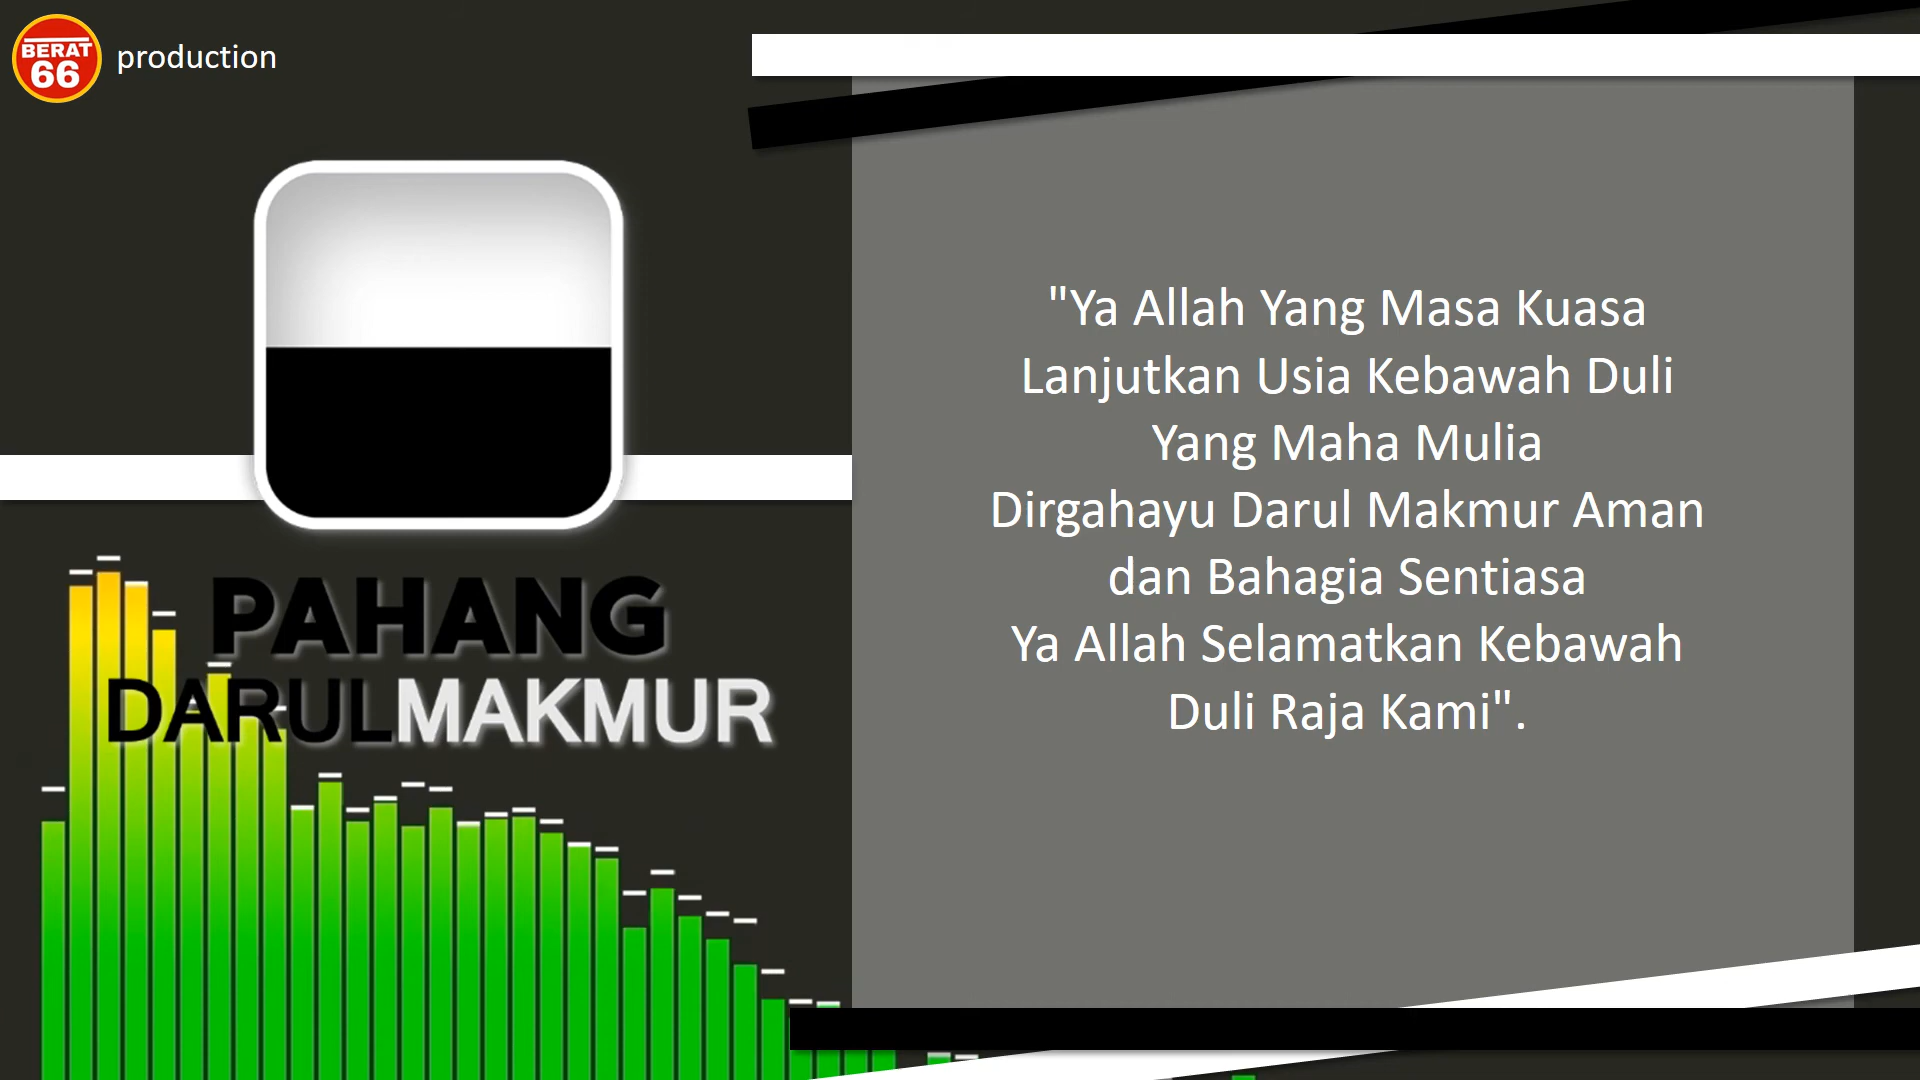 BERAT
66
production
PAHANG
DARULMAKMUR
"Ya Allah Yang Masa Kuasa
Lanjutkan Usia Kebawah Duli
Yang Maha Mulia
Dirgahayu Darul Makmur Aman
dan Bahagia Sentiasa
Ya Allah Selamatkan Kebawah
Duli Raja Kami".